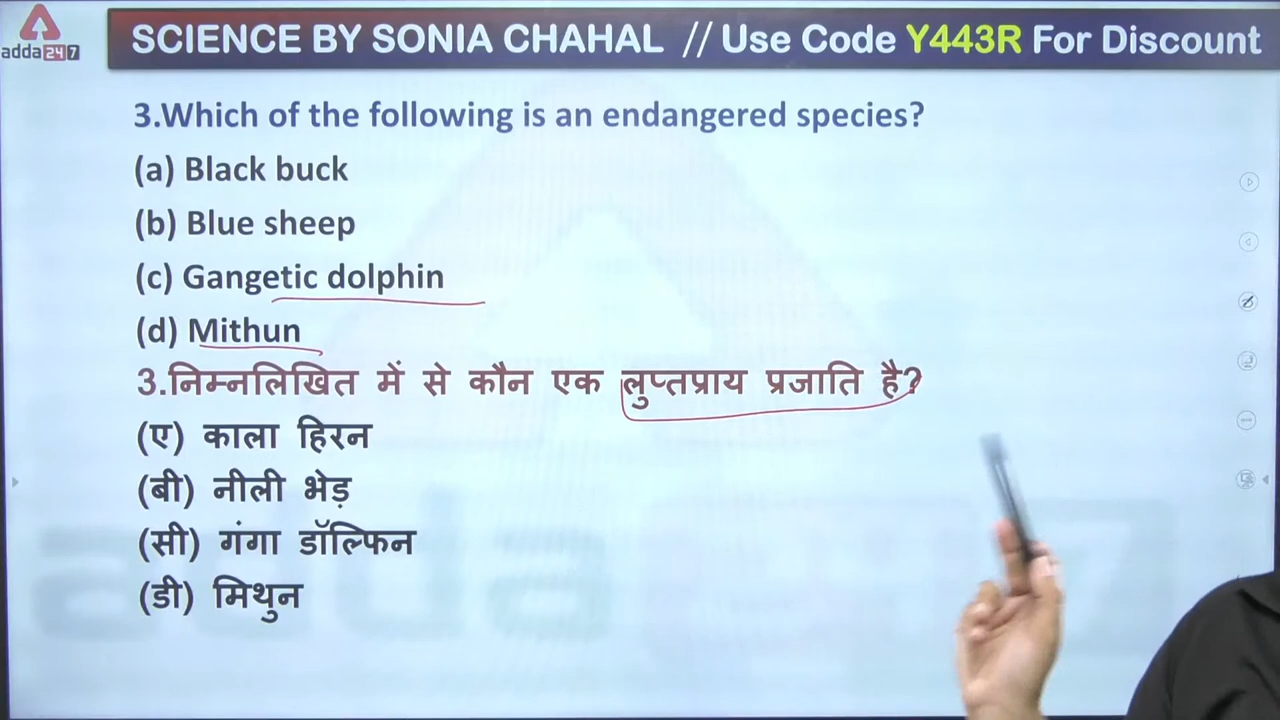 adda247
SCIENCE BY SONIA CHAHAL // Use Code Y443R For Discount
3.Which of the following is an endangered species?
(a) Black buck
(b) Blue sheep
(c) Gangetic dolphin
(d) Mithun
3.निम्नलिखित में से कौन एक लुप्तप्राय प्रजाति है?
(ए) काला हिरन
(बी) नीली भेड़
(सी) गंगा डॉल्फिन
(डी) मिथुन